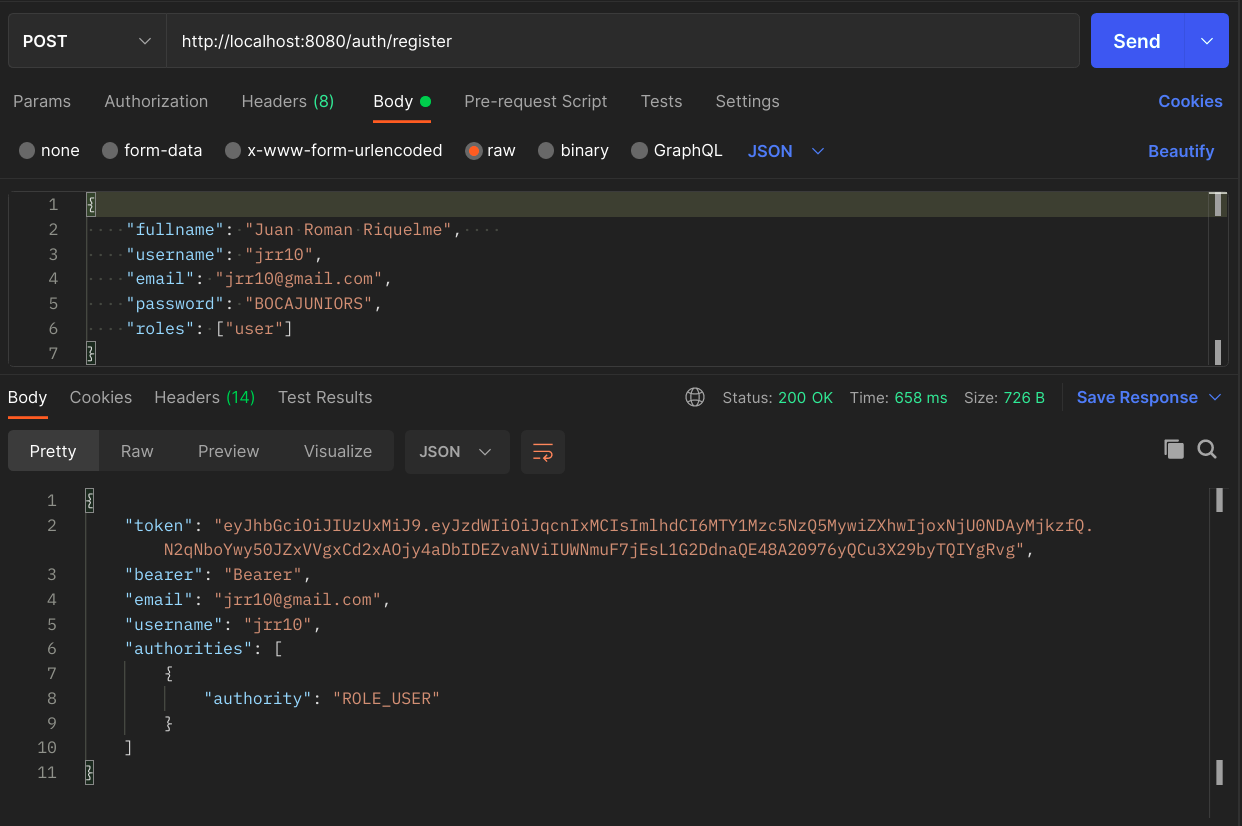 POST http://localhost:8080/auth/register Send
Params Authorization Headers (8) Body Pre-request Script Tests Settings Cookies
none form-data x-www-form-urlencoded raw binary GraphQL JSON Beautify
1 {
2 "fullname": "Juan Roman Riquelme",
3 "username": "jrr10",
4 "email": "jrr10@gmail.com",
5 "password": "BOCAJUNIORS",
6 "roles": ["user"]
7 }
Body Cookies Headers (14) Test Results Status: 200 OK Time: 658 ms Size: 726 B Save Response
Pretty Raw Preview Visualize JSON
1 {
2 "token": "eyJhbGciOiJIUzUxMiJ9.eyJzdWIiOiJqcnIxMCIsImlhdCI6MTY1Mzc5NzQ5MywiZXhwIjoxNjU0NDAyMjkzfQ.
N2qNboYwy50JZxVVgxCd2xAOjy4aDbIDEZvaNViIUWNmuF7jEsL1G2DdnaQE48A20976yQCu3X29byTQIYgRvg",
3 "bearer": "Bearer",
4 "email": "jrr10@gmail.com",
5 "username": "jrr10",
6 "authorities": [
7 {
8 "authority": "ROLE_USER"
9 }
10 ]
11 }